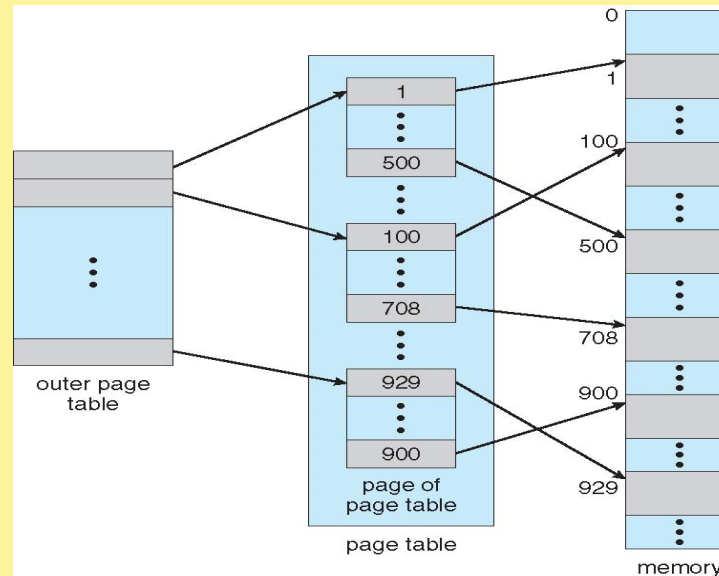 outer page
table
1
500
100
708
929
900
page of
page table
page table
0
1
100
500
708
900
929
memory